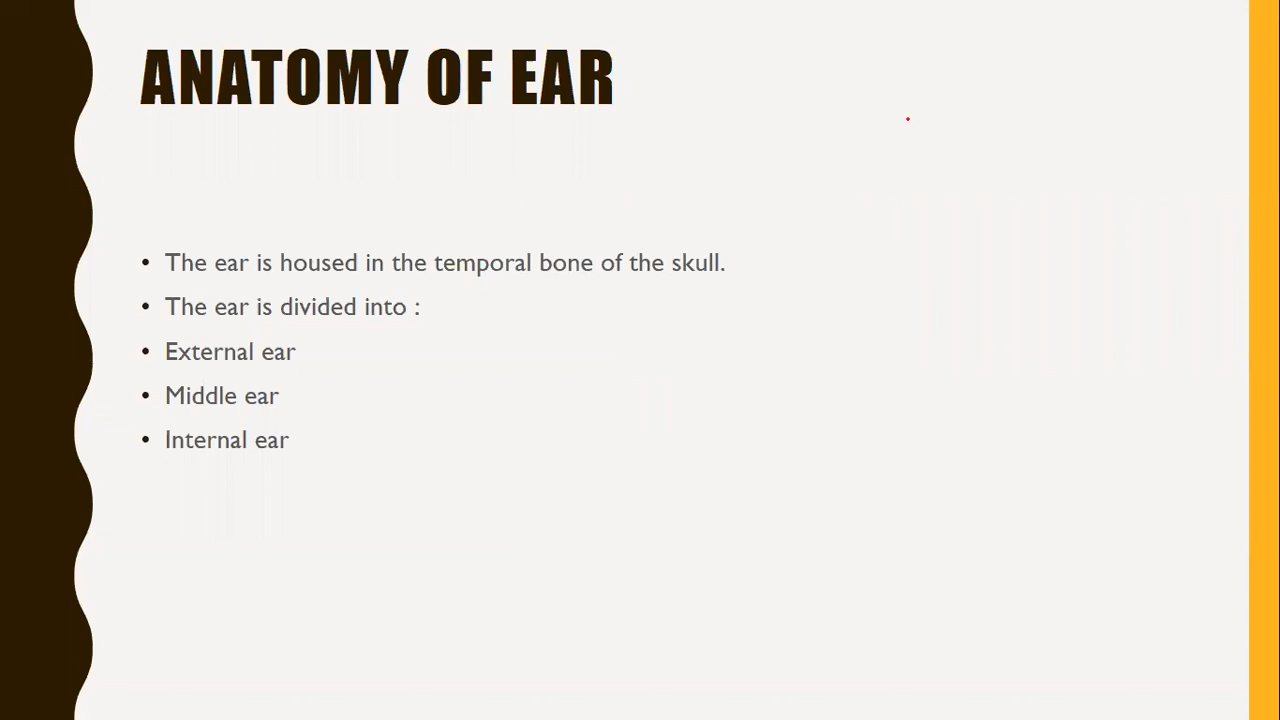 ANATOMY OF EAR
• The ear is housed in the temporal bone of the skull.
• The ear is divided into :
• External ear
• Middle ear
• Internal ear